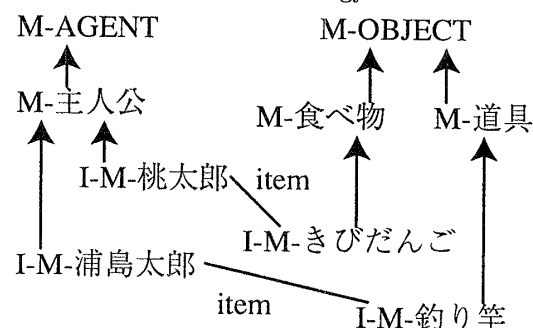 M-AGENT M-OBJECT
M-主人公 M-食べ物 M-道具
I-M-桃太郎 item
I-M-きびだんご
I-M-浦島太郎
item I-M-釣り竿